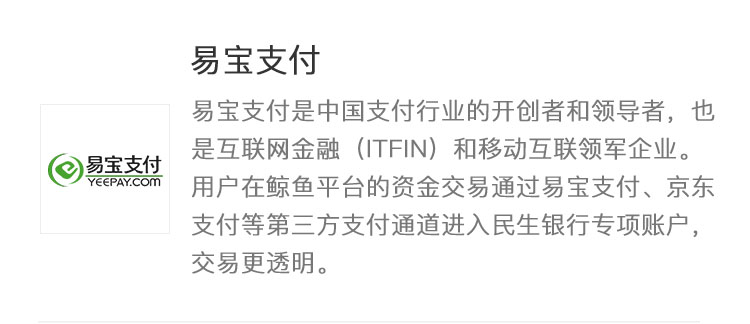 易宝支付
易宝支付是中国支付行业的开创者和领导者，也
是互联网金融（ITFIN）和移动互联领军企业。
用户在鲸鱼平台的资金交易通过易宝支付、京东
支付等第三方支付通道进入民生银行专项账户，
交易更透明。
易宝支付
YEEPAY.COM